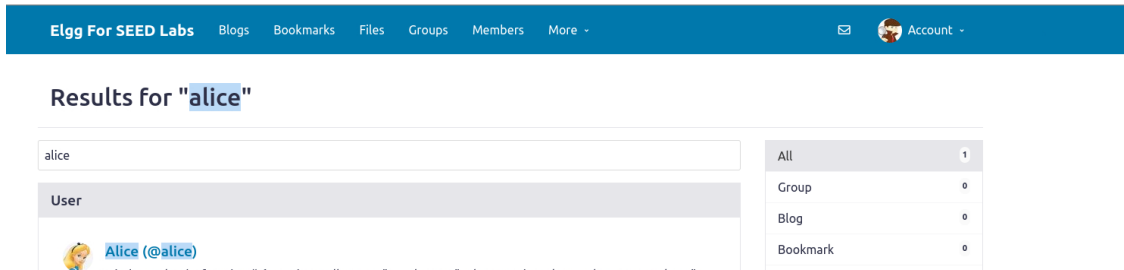 Elgg For SEED Labs Blogs Bookmarks Files Groups Members More Account
Results for "alice"
alice
User
Alice (@alice)
All 1
Group 0
Blog 0
Bookmark 0